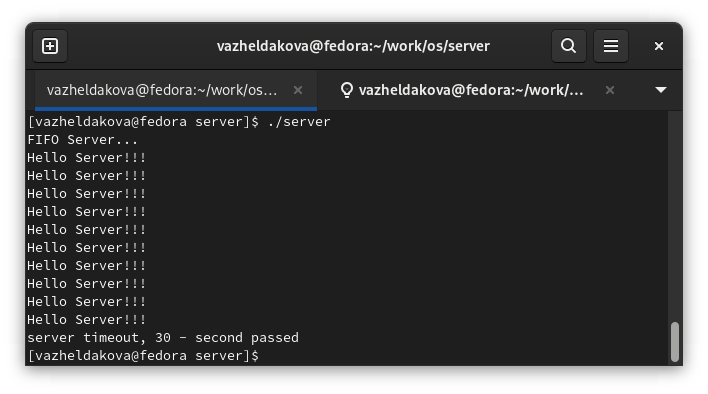 vazheldakova@fedora:~/work/os/server
vazheldakova@fedora:~/work/os...
vazheldakova@fedora:~/work/...
[vazheldakova@fedora server]$ ./server
FIFO Server...
Hello Server!!!
Hello Server!!!
Hello Server!!!
Hello Server!!!
Hello Server!!!
Hello Server!!!
Hello Server!!!
Hello Server!!!
Hello Server!!!
Hello Server!!!
server timeout, 30 - second passed
[vazheldakova@fedora server]$